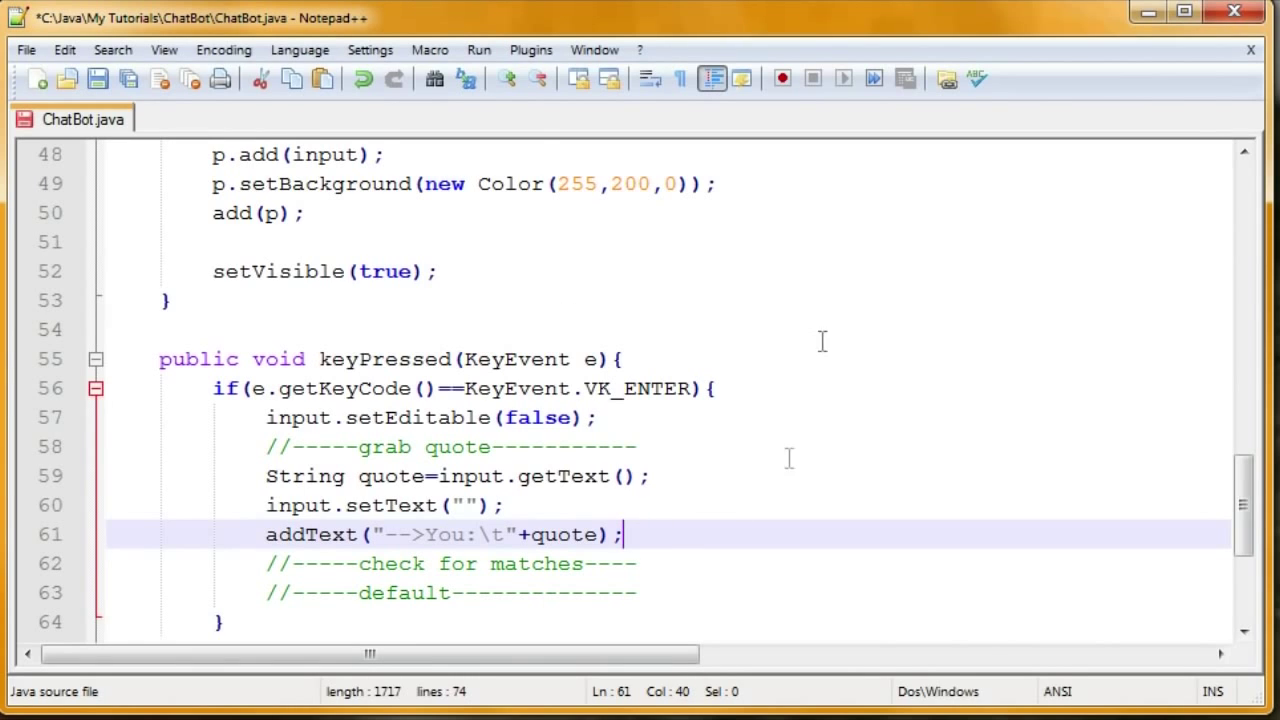 *C:\Java\My Tutorials\ChatBot\ChatBot.java - Notepad++
File Edit Search View Encoding Language Settings Macro Run Plugins Window ? X
ABC
ChatBot.java
48 p.add(input);
49 p.setBackground(new Color(255,200,0));
50 add(p);
51
52 setVisible(true);
53 }
54
55 public void keyPressed(KeyEvent e){
56 if(e.getKeyCode()==KeyEvent.VK_ENTER){
57 input.setEditable(false);
58 //-----grab quote-----------
59 String quote=input.getText();
60 input.setText("");
61 addText("-->You:\t"+quote);
62 //-----check for matches----
63 //-----default--------------
64 }
Java source file length : 1717 lines : 74 Ln : 61 Col : 40 Sel : 0 Dos\Windows ANSI INS